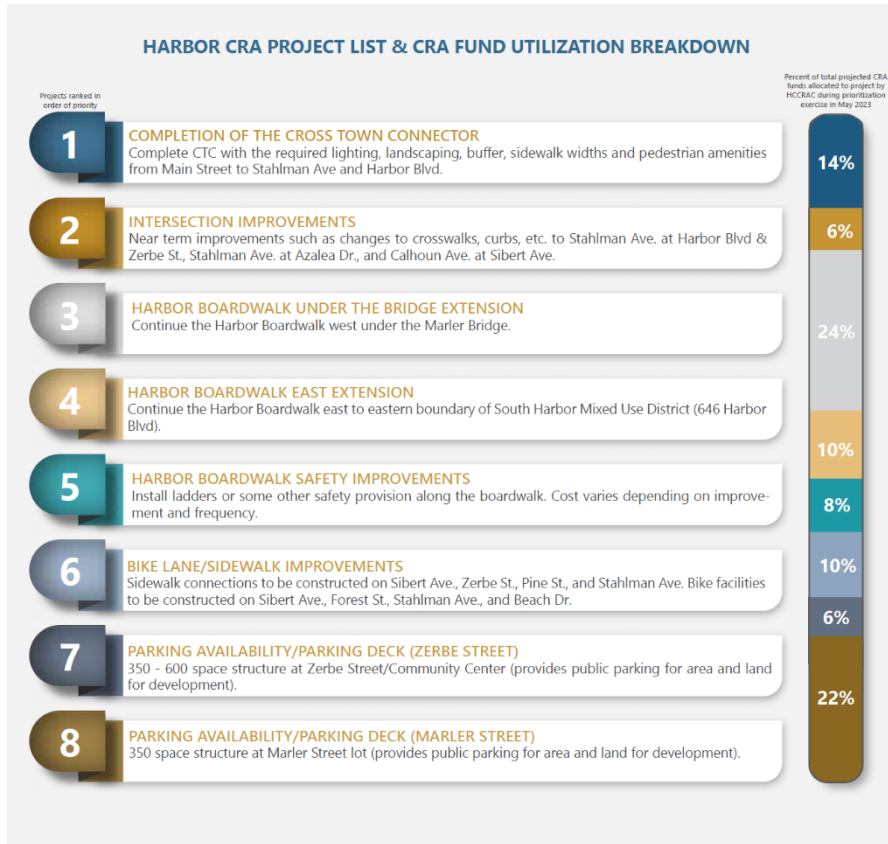 HARBOR CRA PROJECT LIST & CRA FUND UTILIZATION BREAKDOWN
Projects ranked in
order of priority
Percent of total projected CRA
funds allocated to project by
HCCRAC during prioritization
exercise in May 2023
1
COMPLETION OF THE CROSS TOWN CONNECTOR
Complete CTC with the required lighting, landscaping, buffer, sidewalk widths and pedestrian amenities
from Main Street to Stahlman Ave and Harbor Blvd.
14%
2
INTERSECTION IMPROVEMENTS
Near term improvements such as changes to crosswalks, curbs, etc. to Stahlman Ave. at Harbor Blvd &
Zerbe St., Stahlman Ave. at Azalea Dr., and Calhoun Ave. at Sibert Ave.
6%
3
HARBOR BOARDWALK UNDER THE BRIDGE EXTENSION
Continue the Harbor Boardwalk west under the Marler Bridge.
24%
4
HARBOR BOARDWALK EAST EXTENSION
Continue the Harbor Boardwalk east to eastern boundary of South Harbor Mixed Use District (646 Harbor
Blvd).
10%
5
HARBOR BOARDWALK SAFETY IMPROVEMENTS
Install ladders or some other safety provision along the boardwalk. Cost varies depending on improve-
ment and frequency.
8%
6
BIKE LANE/SIDEWALK IMPROVEMENTS
Sidewalk connections to be constructed on Sibert Ave., Zerbe St., Pine St., and Stahlman Ave. Bike facilities
to be constructed on Sibert Ave., Forest St., Stahlman Ave., and Beach Dr.
10%
6%
7
PARKING AVAILABILITY/PARKING DECK (ZERBE STREET)
350 - 600 space structure at Zerbe Street/Community Center (provides public parking for area and land
for development).
22%
8
PARKING AVAILABILITY/PARKING DECK (MARLER STREET)
350 space structure at Marler Street lot (provides public parking for area and land for development).